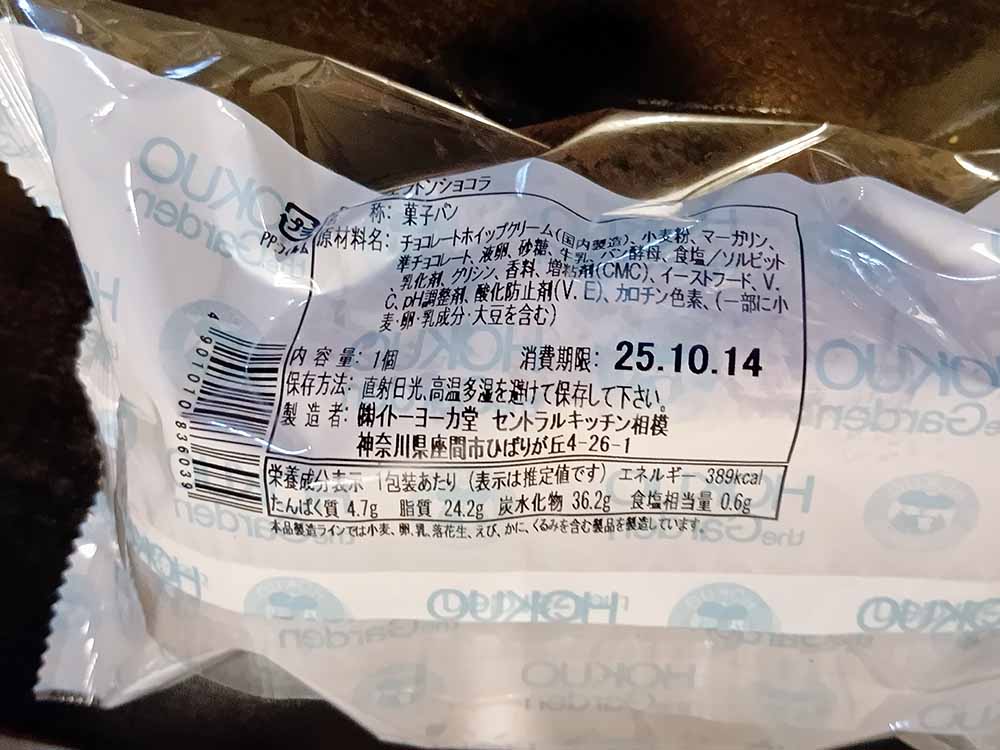 トンショコラ
称: 菓子パン
原材料名: チョコレートホイップクリーム(国内製造)、小麦粉、マーガリン、
準チョコレート、液卵、砂糖、牛乳、パン酵母、食塩/ソルビット
、乳化剤、グリシン、香料、増粘剤(CMC)、イーストフード、V.
C、pH調整剤、酸化防止剤(V.E)、カロチン色素、(一部に小
麦・卵・乳成分・大豆を含む)
内容量: 1個 消費期限: 25.10.14
保存方法: 直射日光、高温多湿を避けて保存して下さい。
製造者: ㈱イトーヨーカ堂 セントラルキッチン相模
神奈川県座間市ひばりが丘4-26-1
栄養成分表示 1包装あたり (表示は推定値です) エネルギー 389kcal
たんぱく質 4.7g 脂質 24.2g 炭水化物 36.2g 食塩相当量 0.6g
本品製造ラインでは小麦、卵、乳、落花生、えび、かに、くるみを含む製品を製造しています。
PP、フィルム
4901010836039
HOKUO
theGarden
HOKUO
theGarden
HOKUO
theGarden
HOKUO
HOKUO
HOKUO
HOKUO